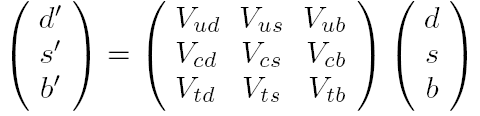 d′ = V_ud V_us V_ub d
s′ = V_cd V_cs V_cb s
b′ = V_td V_ts V_tb b